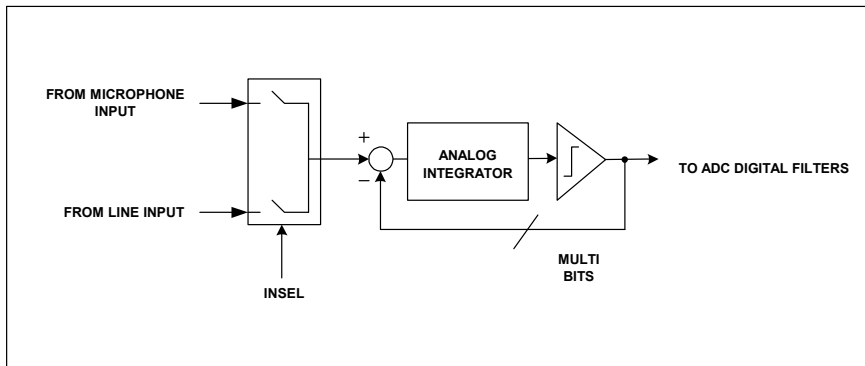 FROM MICROPHONE
INPUT
FROM LINE INPUT
INSEL
+
−
ANALOG
INTEGRATOR
MULTI
BITS
TO ADC DIGITAL FILTERS